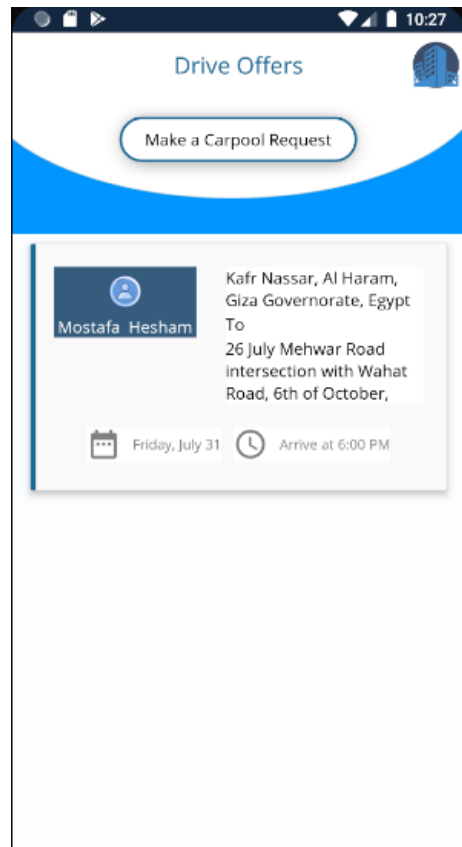 10:27
Drive Offers
Make a Carpool Request
Mostafa Hesham
Kafr Nassar, Al Haram,
Giza Governorate, Egypt
To
26 July Mehwar Road
intersection with Wahat
Road, 6th of October,
Friday, July 31
Arrive at 6:00 PM